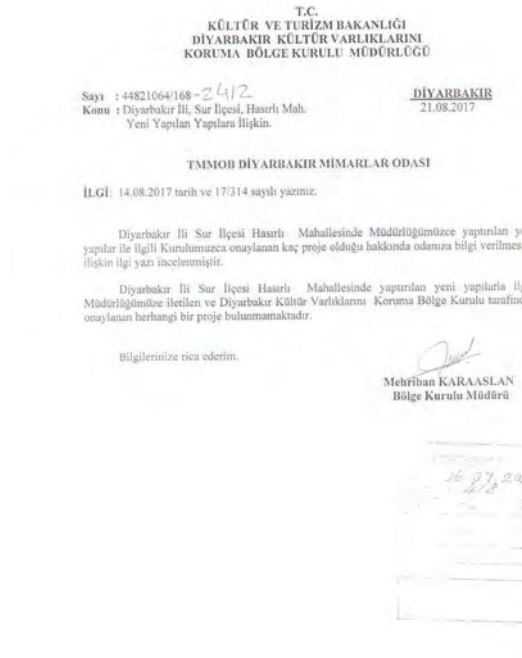 T.C.
KÜLTÜR VE TURİZM BAKANLIĞI
DİYARBAKIR KÜLTÜR VARLIKLARINI
KORUMA BÖLGE KURULU MÜDÜRLÜĞÜ
Sayı : 44821064/168-2412
DİYARBAKIR
21.08.2017
Konu : Diyarbakır İli, Sur İlçesi, Hasırlı Mah.
Yeni Yapılan Yapılara İlişkin.
TMMOB DİYARBAKIR MİMARLAR ODASI
İLGİ: 14.08.2017 tarih ve 17/314 sayılı yazınız.
Diyarbakır İli Sur İlçesi Hasırlı Mahallesinde Müdürlüğümüzce yaptırılan
yapılar ile ilgili Kurulumuzca onaylanan kaç proje olduğu hakkında odanıza bilgi
ilişkin ilgi yazı incelenmiştir.
Diyarbakır İli Sur İlçesi Hasırlı Mahallesinde yaptırılan yeni yapılarla
Müdürlüğümüze iletilen ve Diyarbakır Kültür Varlıklarını Koruma Bölge Kurulu
onaylanan herhangi bir proje bulunmamaktadır.
Bilgilerinize rica ederim.
Mehriban KARAASLAN
Bölge Kurulu Müdürü